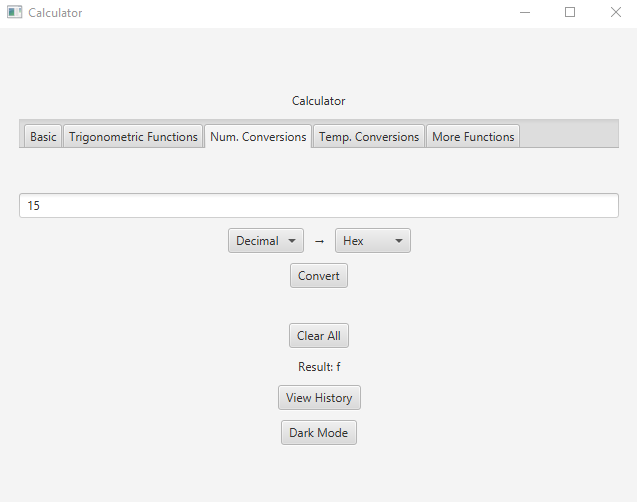 Calculator
Calculator
Basic Trigonometric Functions Num. Conversions Temp. Conversions More Functions
15
Decimal → Hex
Convert
Clear All
Result: f
View History
Dark Mode